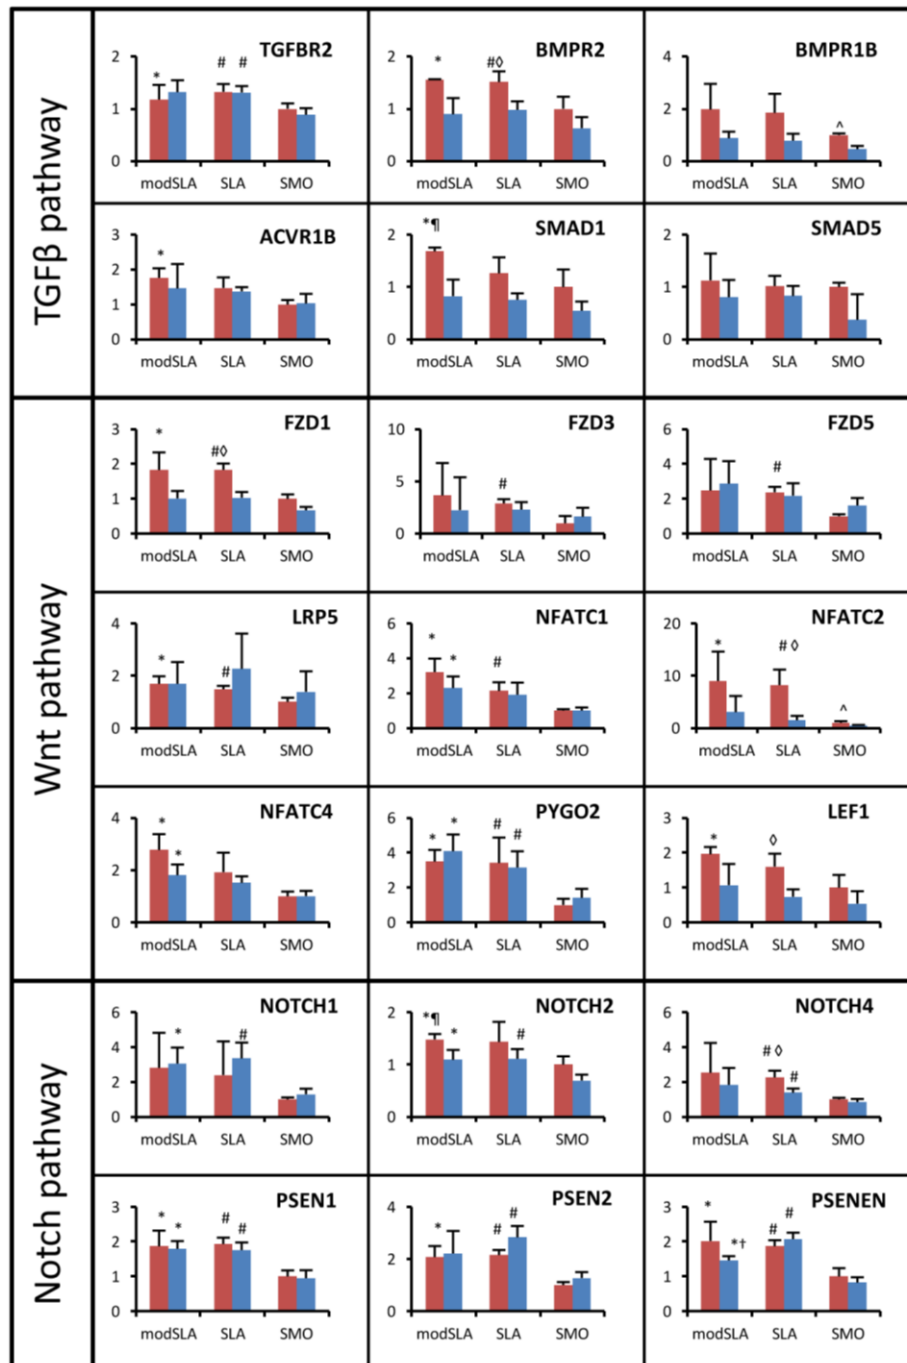 TGFβ pathway
TGFBR2
2
1
0
* # #
modSLA SLA SMO
BMPR2
2
1
0
* #◊
modSLA SLA SMO
BMPR1B
4
2
0
^
modSLA SLA SMO
ACVR1B
3
2
1
0
*
modSLA SLA SMO
SMAD1
2
1
0
*¶
modSLA SLA SMO
SMAD5
2
1
0
modSLA SLA SMO
Wnt pathway
FZD1
3
2
1
0
* #◊
modSLA SLA SMO
FZD3
10
5
0
#
modSLA SLA SMO
FZD5
6
4
2
0
#
modSLA SLA SMO
LRP5
4
2
0
* #
modSLA SLA SMO
NFATC1
6
4
2
0
* * #
modSLA SLA SMO
NFATC2
20
10
0
* # ◊ ^
modSLA SLA SMO
NFATC4
4
2
0
* *
modSLA SLA SMO
PYGO2
6
4
2
0
* * # #
modSLA SLA SMO
LEF1
3
2
1
0
* ◊
modSLA SLA SMO
Notch pathway
NOTCH1
6
4
2
0
* #
modSLA SLA SMO
NOTCH2
2
1
0
*¶ * #
modSLA SLA SMO
NOTCH4
6
4
2
0
# ◊ #
modSLA SLA SMO
PSEN1
3
2
1
0
* * # #
modSLA SLA SMO
PSEN2
4
2
0
* # #
modSLA SLA SMO
PSENEN
3
2
1
0
* *† # #
modSLA SLA SMO